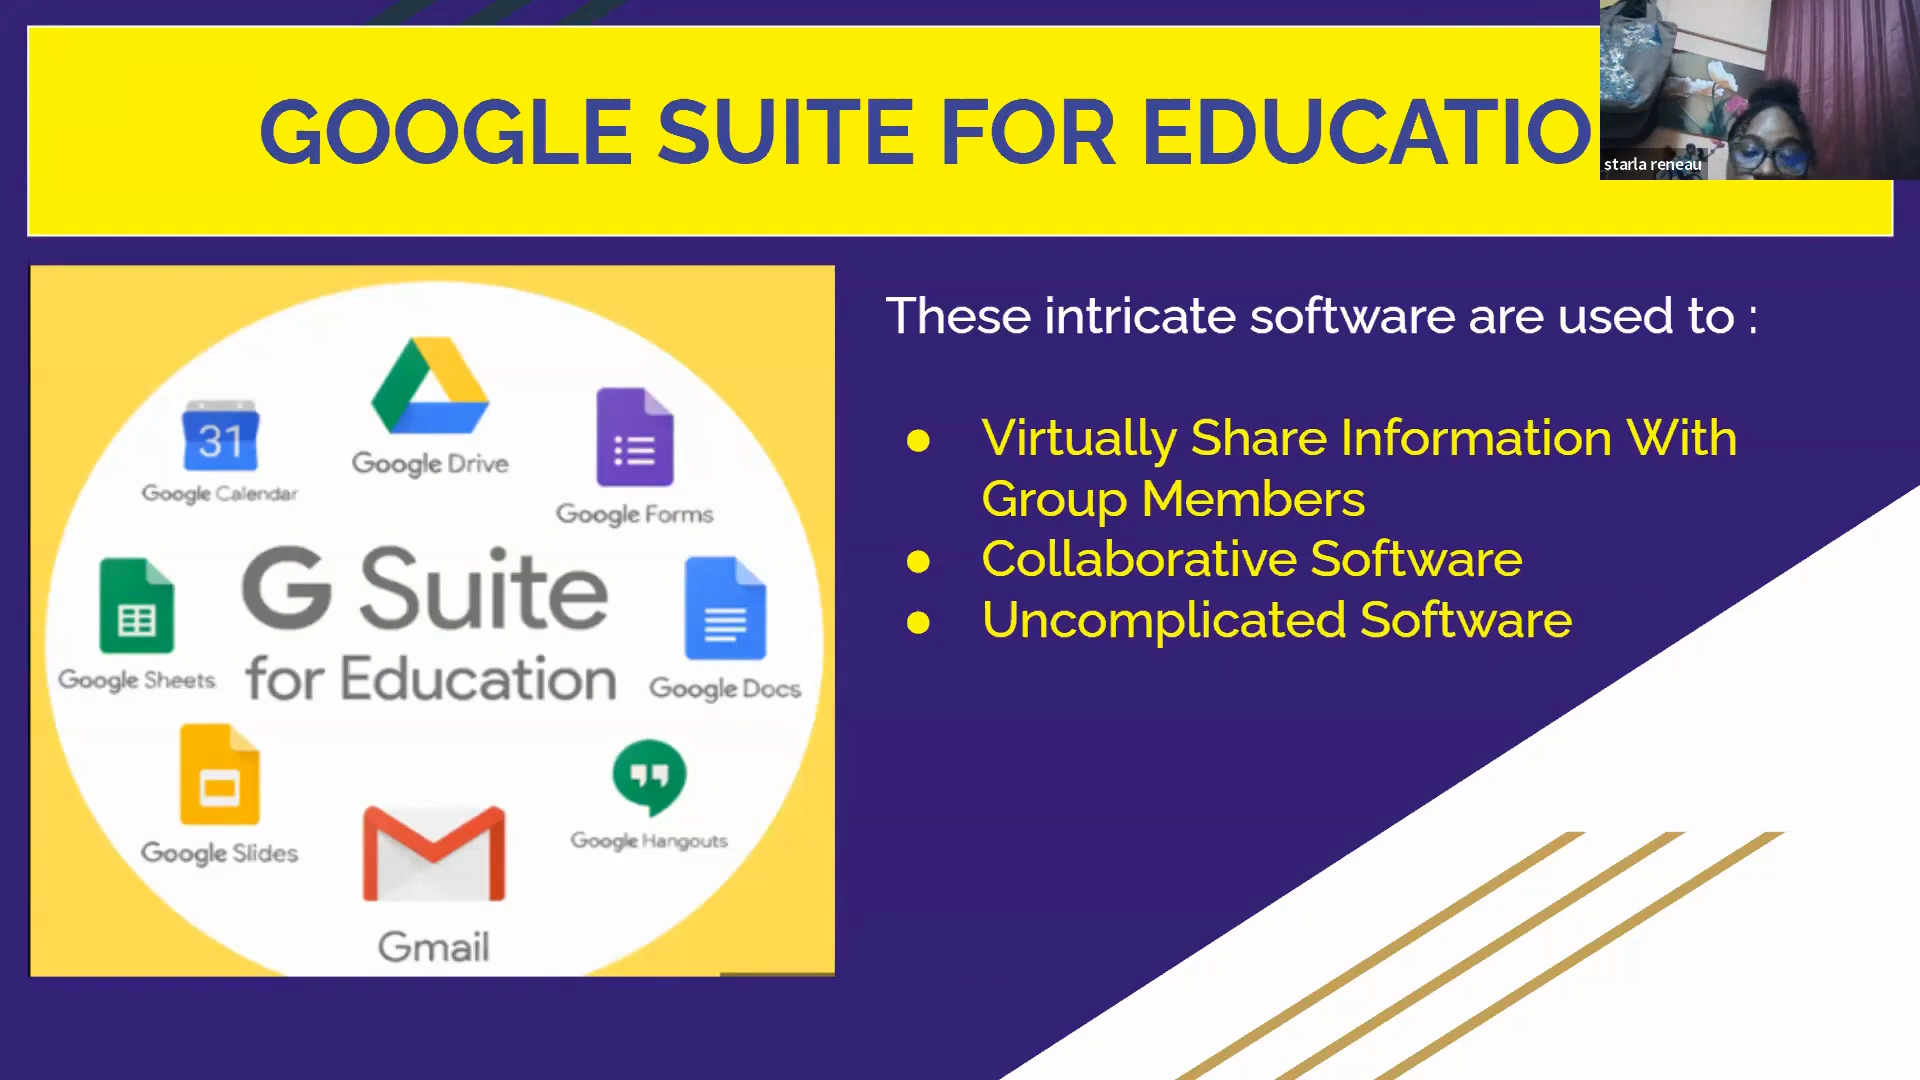 GOOGLE SUITE FOR EDUCATIO
starla reneau
These intricate software are used to :
● Virtually Share Information With
Group Members
● Collaborative Software
● Uncomplicated Software
31
Google Calendar
Google Drive
Google Forms
G Suite
for Education
Google Sheets
Google Docs
Google Slides
Google Hangouts
Gmail